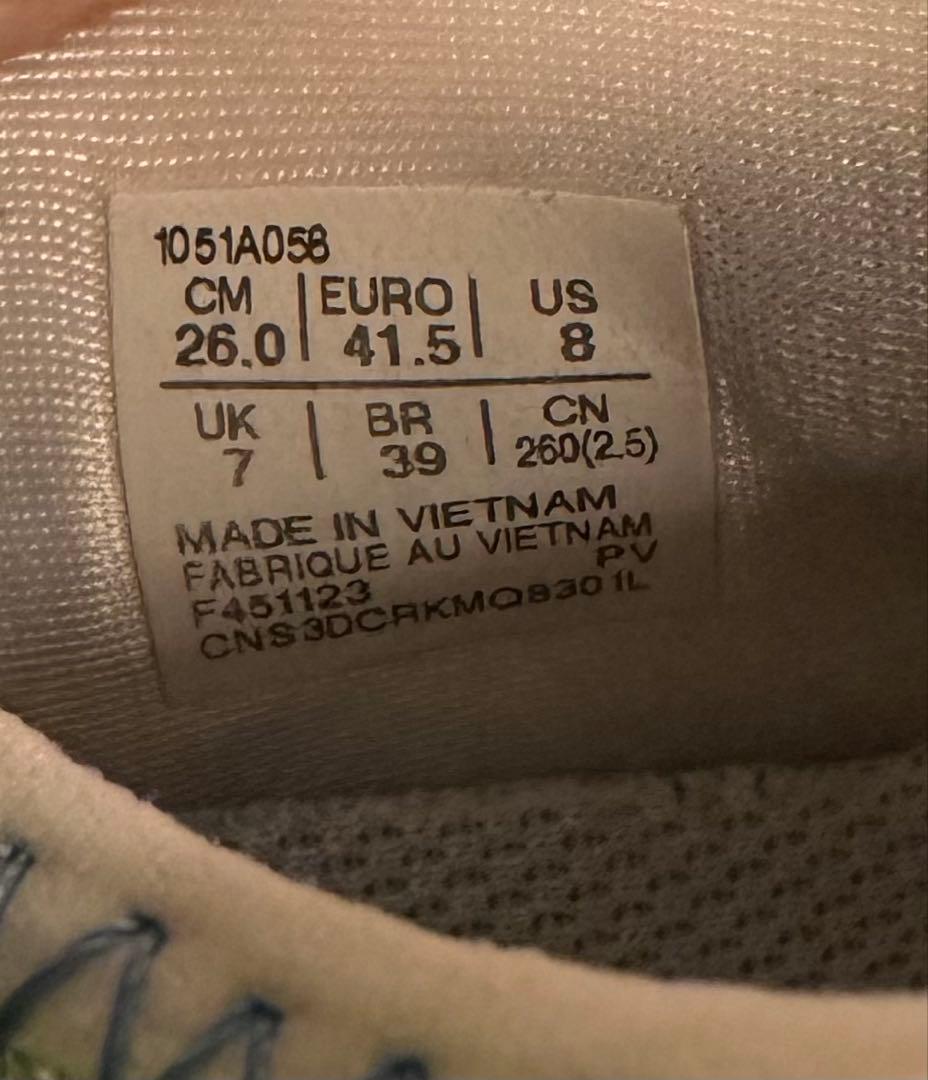 1051A058
CM | EURO | US
26.0 | 41.5 | 8
UK | BR | CN
7 | 39 | 260(2.5)
MADE IN VIETNAM
FABRIQUE AU VIETNAM
PV
F451123
CNS3DCRKMQ8301L